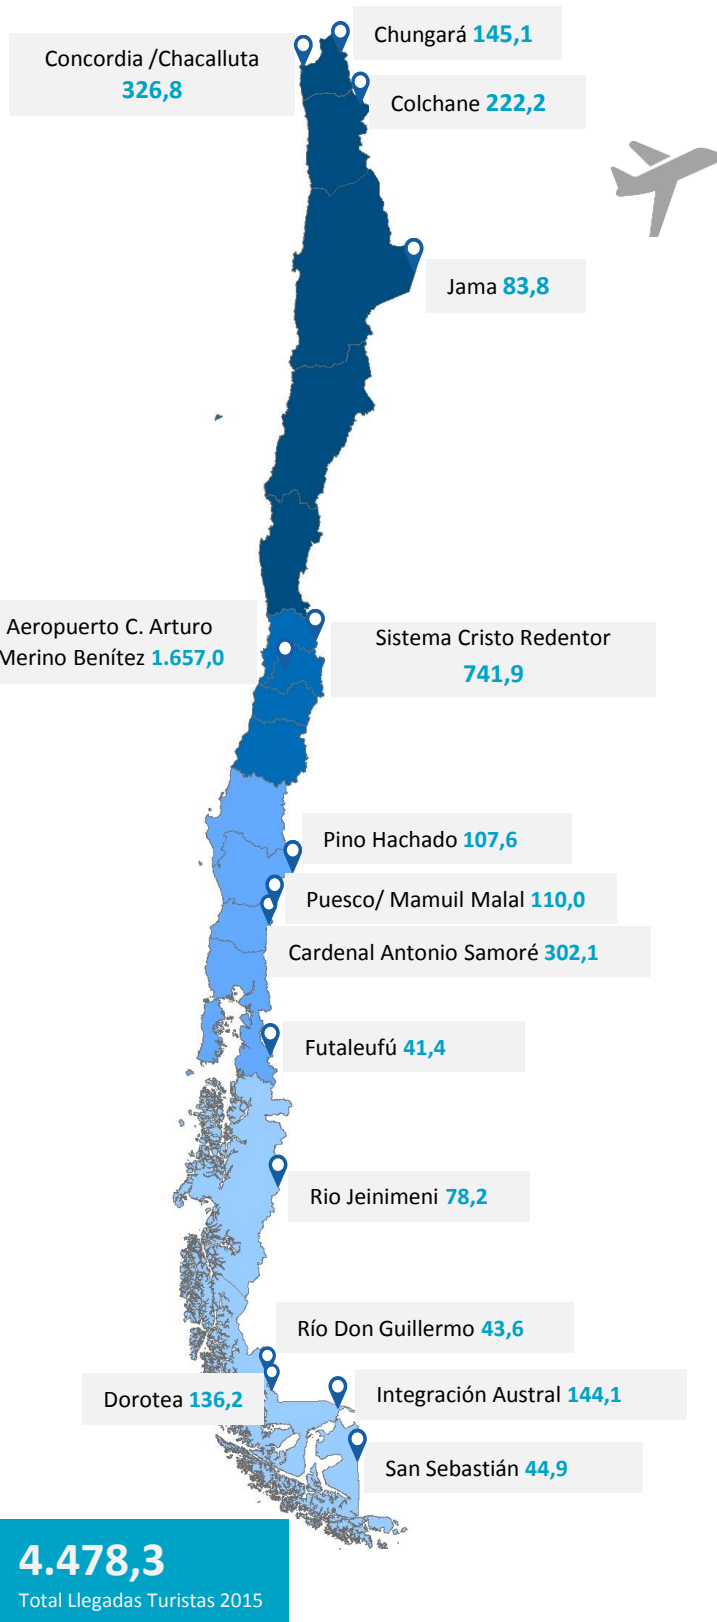 Chungará 145,1
Concordia /Chacalluta
326,8
Colchane 222,2
Jama 83,8
Aeropuerto C. Arturo
Merino Benítez 1.657,0
Sistema Cristo Redentor
741,9
Pino Hachado 107,6
Puesco/ Mamuil Malal 110,0
Cardenal Antonio Samoré 302,1
Futaleufú 41,4
Rio Jeinimeni 78,2
Río Don Guillermo 43,6
Dorotea 136,2
Integración Austral 144,1
San Sebastián 44,9
4.478,3
Total Llegadas Turistas 2015